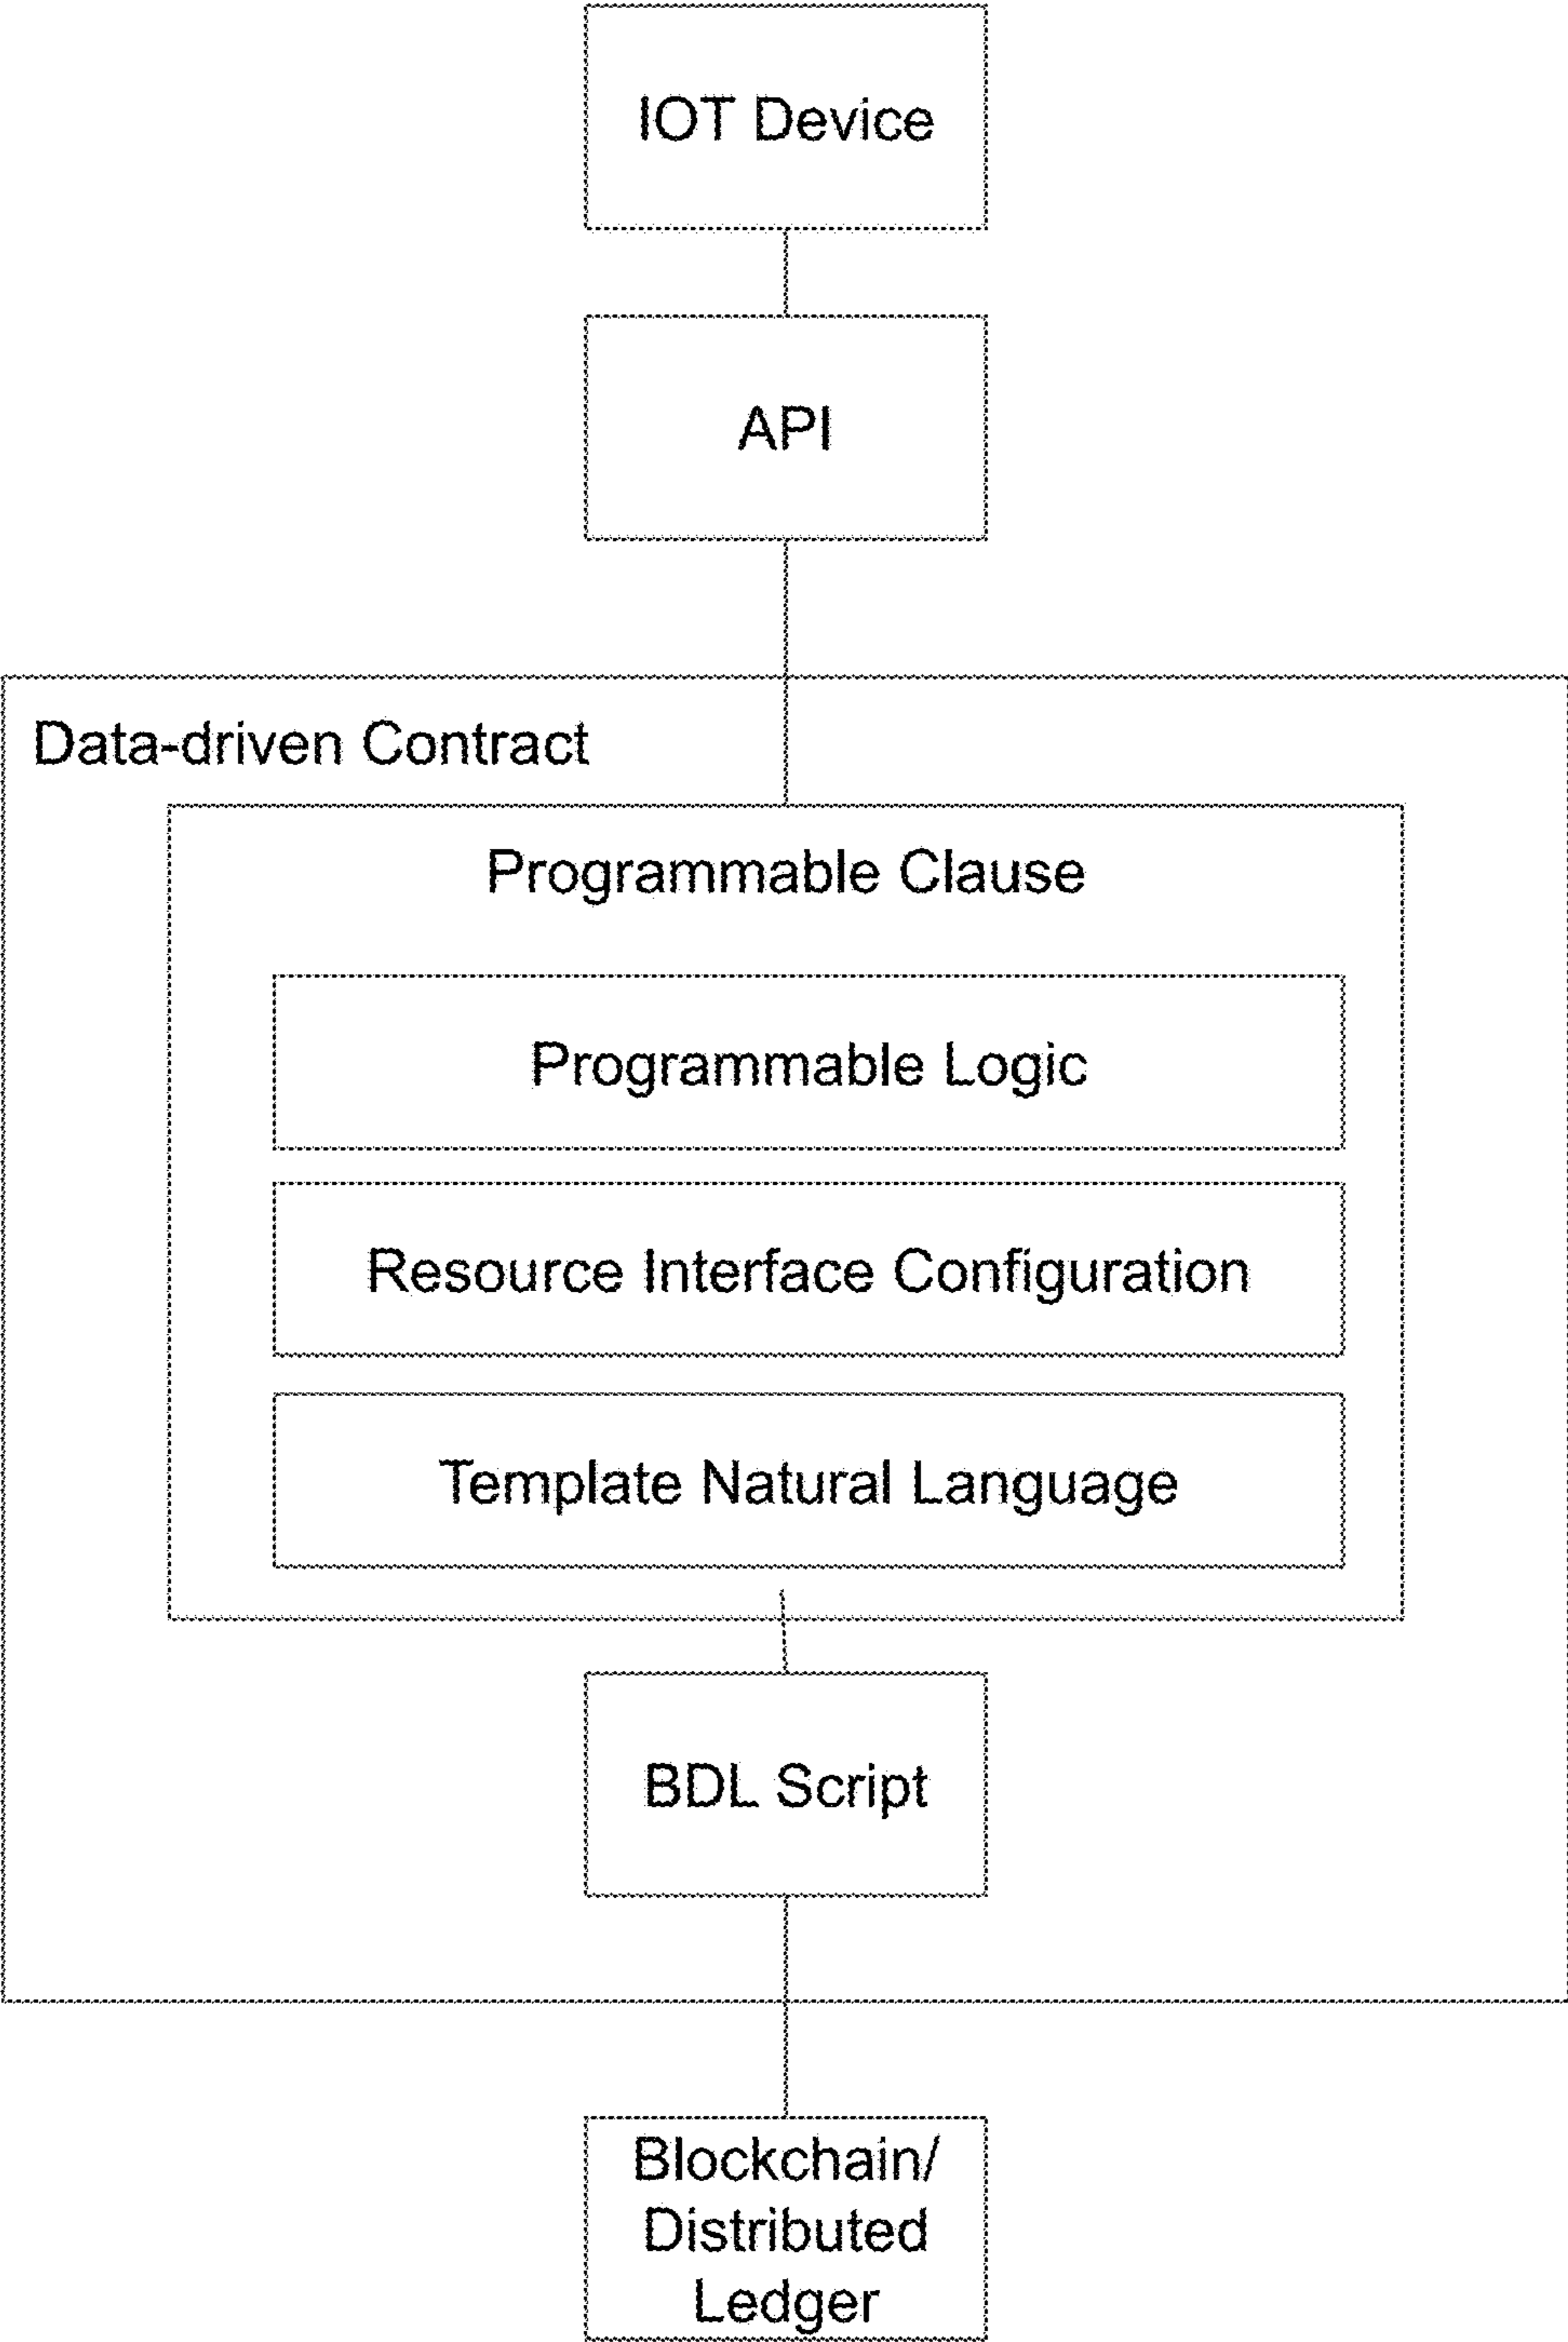 IOT Device
API
Data-driven Contract
Programmable Clause
Programmable Logic
Resource Interface Configuration
Template Natural Language
BDL Script
Blockchain/
Distributed
Ledger